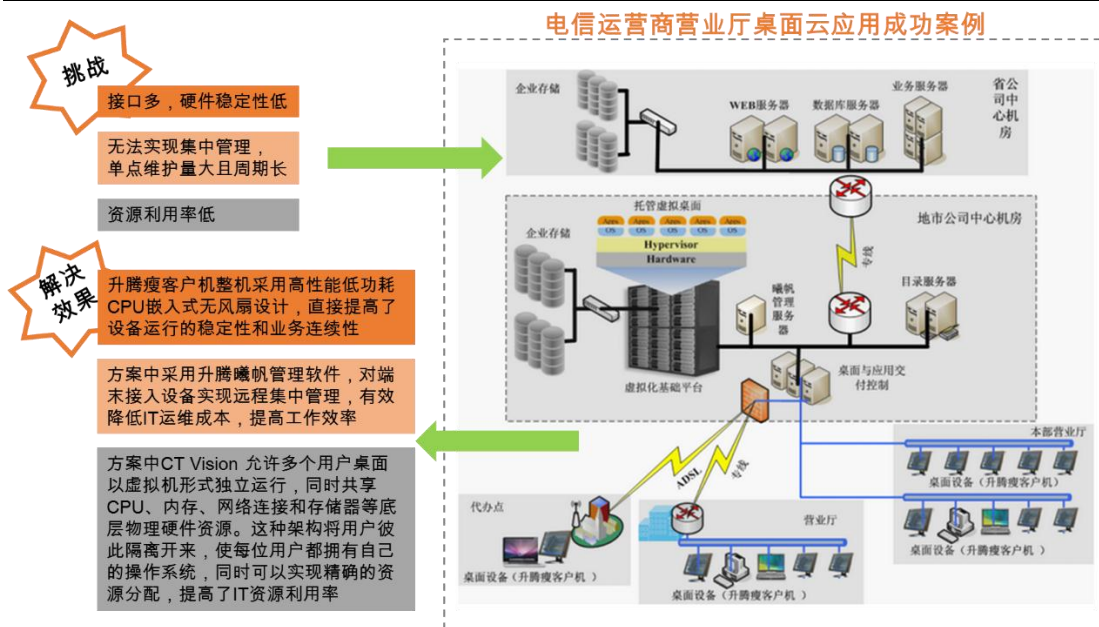 电信运营商营业厅桌面云应用成功案例
挑战
接口多，硬件稳定性低
无法实现集中管理，
单点维护量大且周期长
资源利用率低
解决
效果
升腾瘦客户机整机采用高性能低功耗
CPU嵌入式无风扇设计，直接提高了
设备运行的稳定性和业务连续性
方案中采用升腾曦帆管理软件，对端
末接入设备实现远程集中管理，有效
降低IT运维成本，提高工作效率
方案中CT Vision 允许多个用户桌面
以虚拟机形式独立运行，同时共享
CPU、内存、网络连接和存储器等底
层物理硬件资源。这种架构将用户彼
此隔离开来，使每位用户都拥有自己
的操作系统，同时可以实现精确的资
源分配，提高了IT资源利用率
企业存储
WEB服务器
数据库服务器
业务服务器
省公
司中
心机
房
托管虚拟桌面
Apps Apps Apps Apps Apps
OS OS OS OS OS
Hypervisor
Hardware
企业存储
虚拟化基础平台
曦帆
管理
服务
器
专线
地市公司中心机房
目录服务器
桌面与应用交
付控制
ADSL
专线
本部营业厅
桌面设备（升腾瘦客户机）
桌面设备（升腾瘦客户机 ）
代办点
桌面设备（升腾瘦客户机 ）
营业厅
桌面设备（升腾瘦客户机 ）